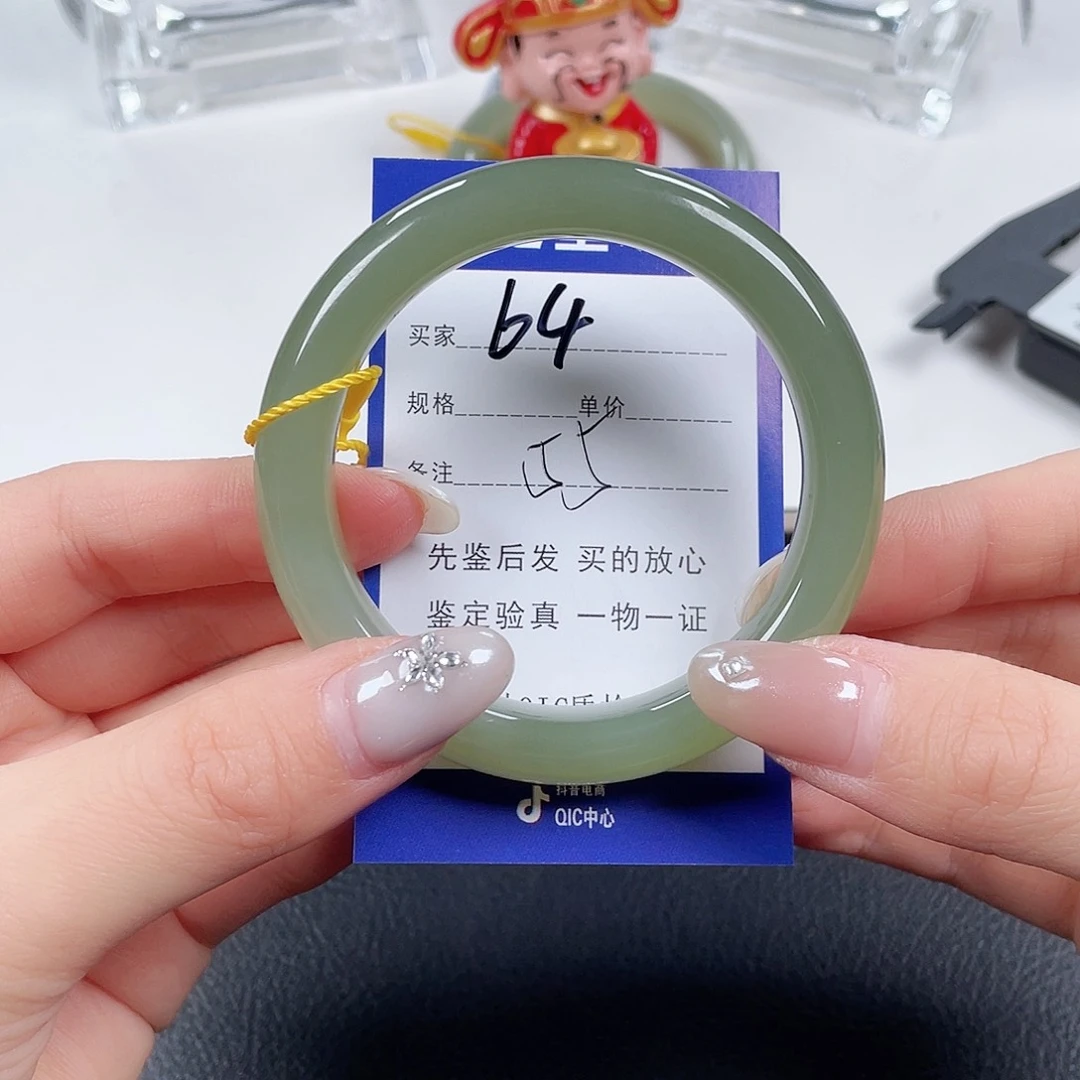 买家 64
规格 单价
备注
先鉴后发 买的放心
鉴定验真 一物一证
抖音电商
QIC中心